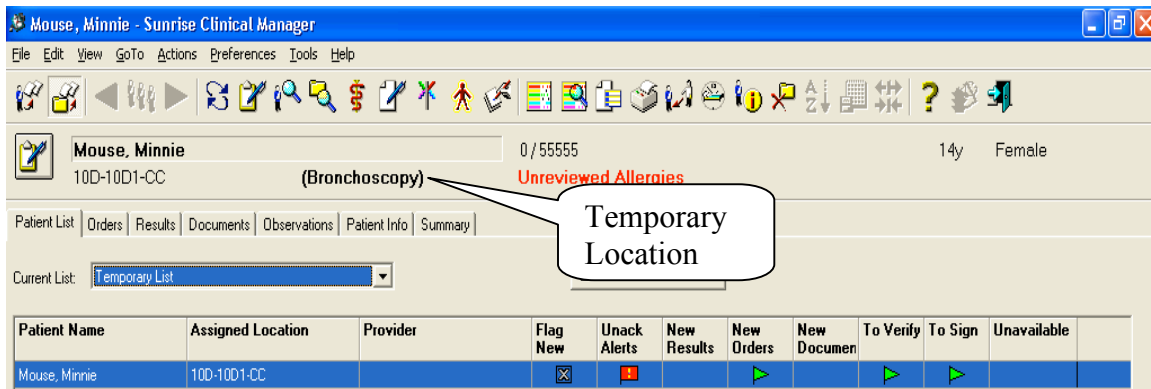 Mouse, Minnie - Sunrise Clinical Manager
File Edit View GoTo Actions Preferences Tools Help
Mouse, Minnie 0 / 55555 14y Female
10D-10D1-CC (Bronchoscopy) Unreviewed Allergies
Temporary
Location
Patient List Orders Results Documents Observations Patient Info Summary
Current List: Temporary List
Patient Name Assigned Location Provider Flag New Unack Alerts New Results New Orders New Documen To Verify To Sign Unavailable
Mouse, Minnie 10D-10D1-CC